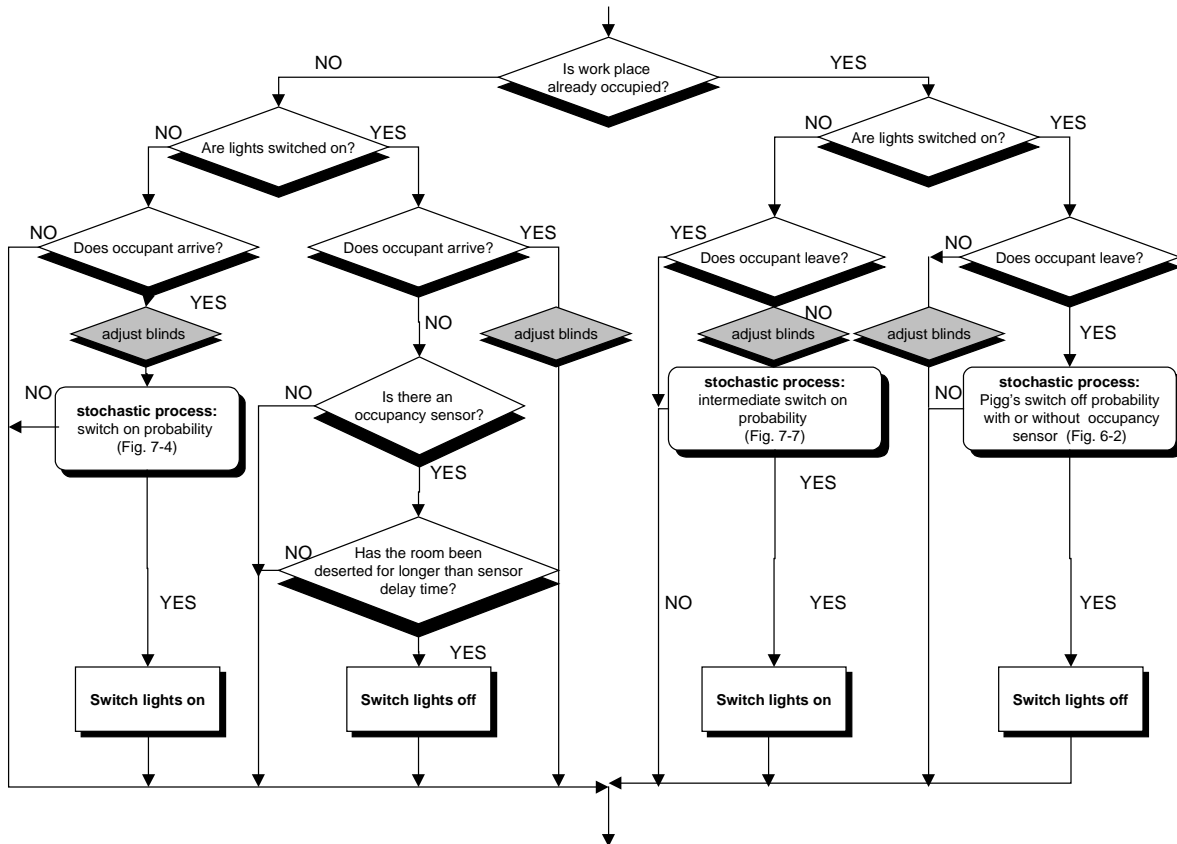 Is work place
already occupied?
NO
YES
NO
Are lights switched on?
YES
NO
Are lights switched on?
YES
NO
Does occupant arrive?
Does occupant arrive?
YES
YES
Does occupant leave?
NO
Does occupant leave?
YES
adjust blinds
NO
adjust blinds
adjust blinds
NO
adjust blinds
YES
NO
stochastic process:
switch on probability
(Fig. 7-4)
NO
Is there an
occupancy sensor?
YES
stochastic process:
intermediate switch on
probability
(Fig. 7-7)
YES
NO
stochastic process:
Pigg's switch off probability
with or without occupancy
sensor (Fig. 6-2)
NO
Has the room been
deserted for longer than sensor
delay time?
YES
YES
NO
YES
YES
Switch lights on
Switch lights off
Switch lights on
Switch lights off